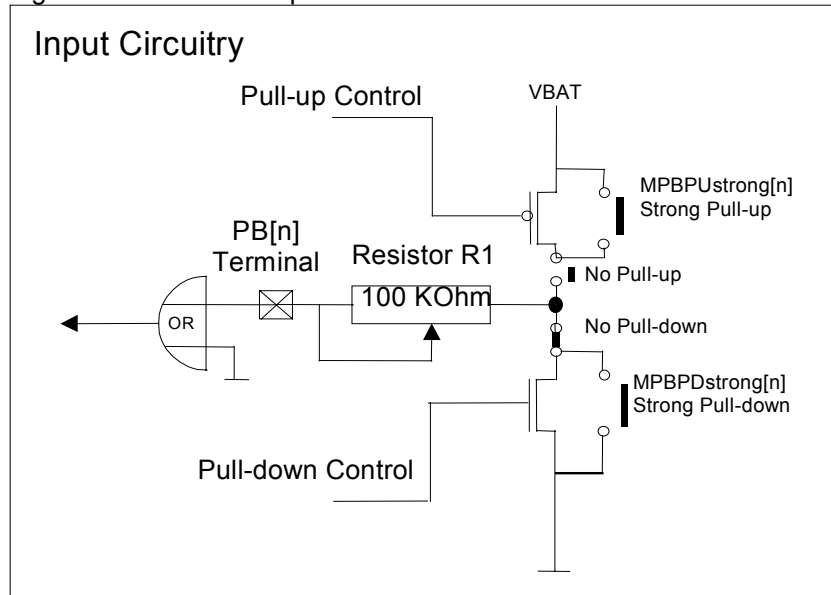 Input Circuitry
Pull-up Control
VBAT
MPBPUstrong[n]
Strong Pull-up
PB[n]
Terminal
Resistor R1
100 KOhm
No Pull-up
OR
No Pull-down
MPBPDstrong[n]
Strong Pull-down
Pull-down Control